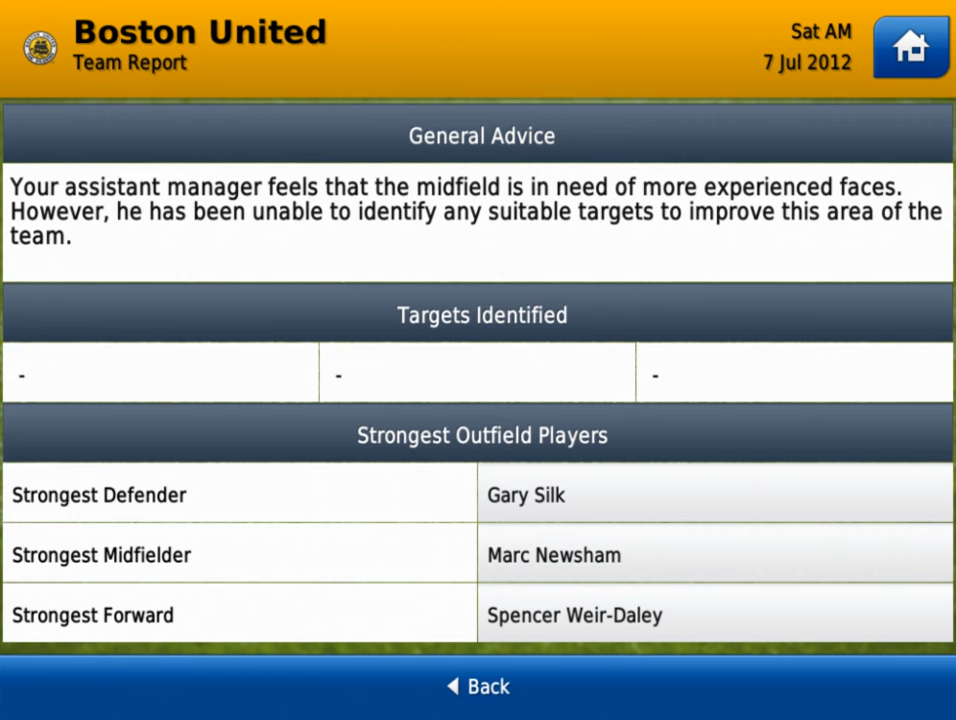 Boston United
Team Report
Sat AM
7 Jul 2012
General Advice
Your assistant manager feels that the midfield is in need of more experienced faces.
However, he has been unable to identify any suitable targets to improve this area of the
team.
Targets Identified
- - -
Strongest Outfield Players
Strongest Defender Gary Silk
Strongest Midfielder Marc Newsham
Strongest Forward Spencer Weir-Daley
Back